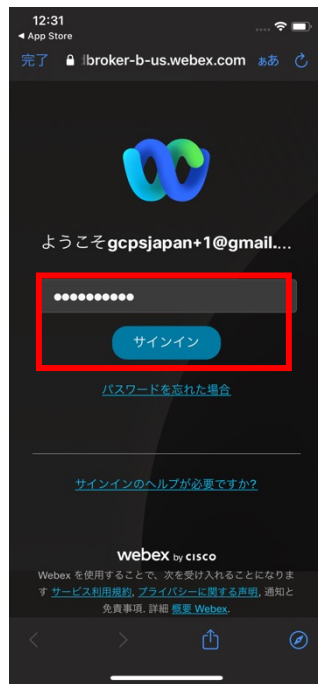 12:31
◀ App Store
完了 lbroker-b-us.webex.com ぁあ
ようこそgcpsjapan+1@gmail....
●●●●●●●●●●
サインイン
パスワードを忘れた場合
サインインのヘルプが必要ですか?
webex by CISCO
Webex を使用することで、次を受け入れることになりま
す サービス利用規約, プライバシーに関する声明, 通知と
免責事項. 詳細 概要 Webex.